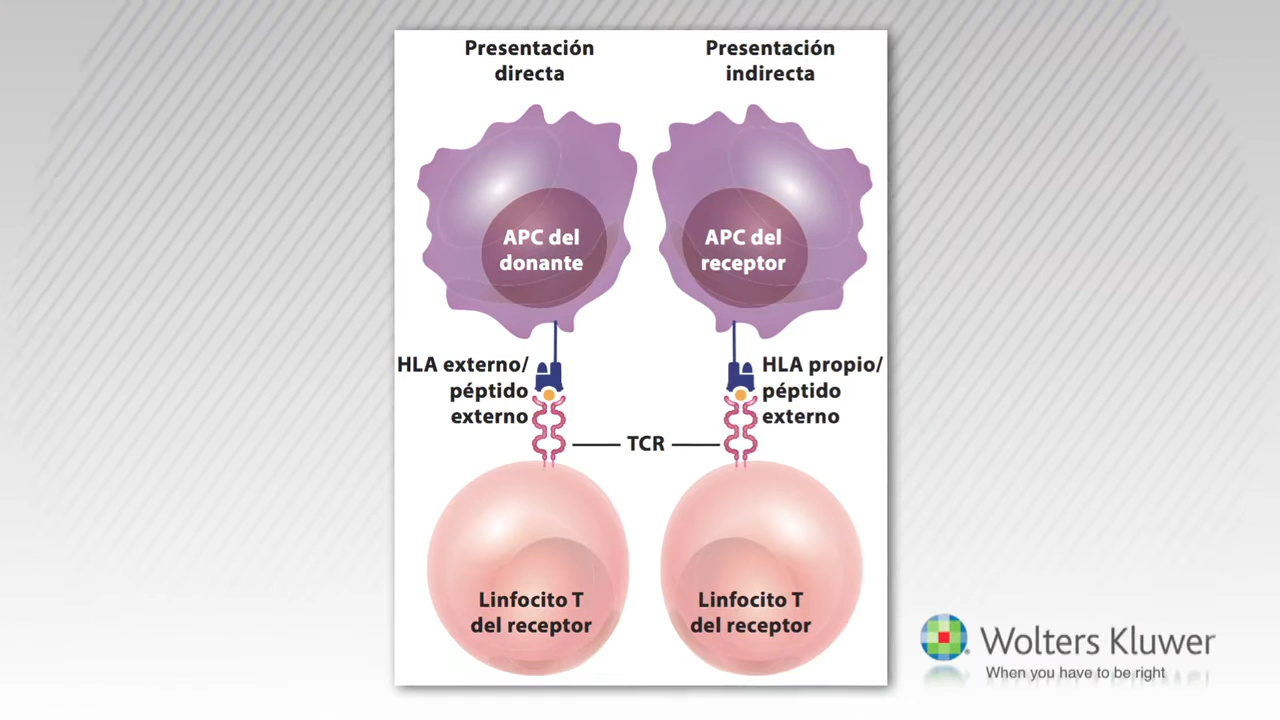 Presentación
directa
Presentación
indirecta
APC del
donante
APC del
receptor
HLA externo/
péptido
externo
HLA propio/
péptido
externo
TCR
Linfocito T
del receptor
Linfocito T
del receptor
Wolters Kluwer
When you have to be right